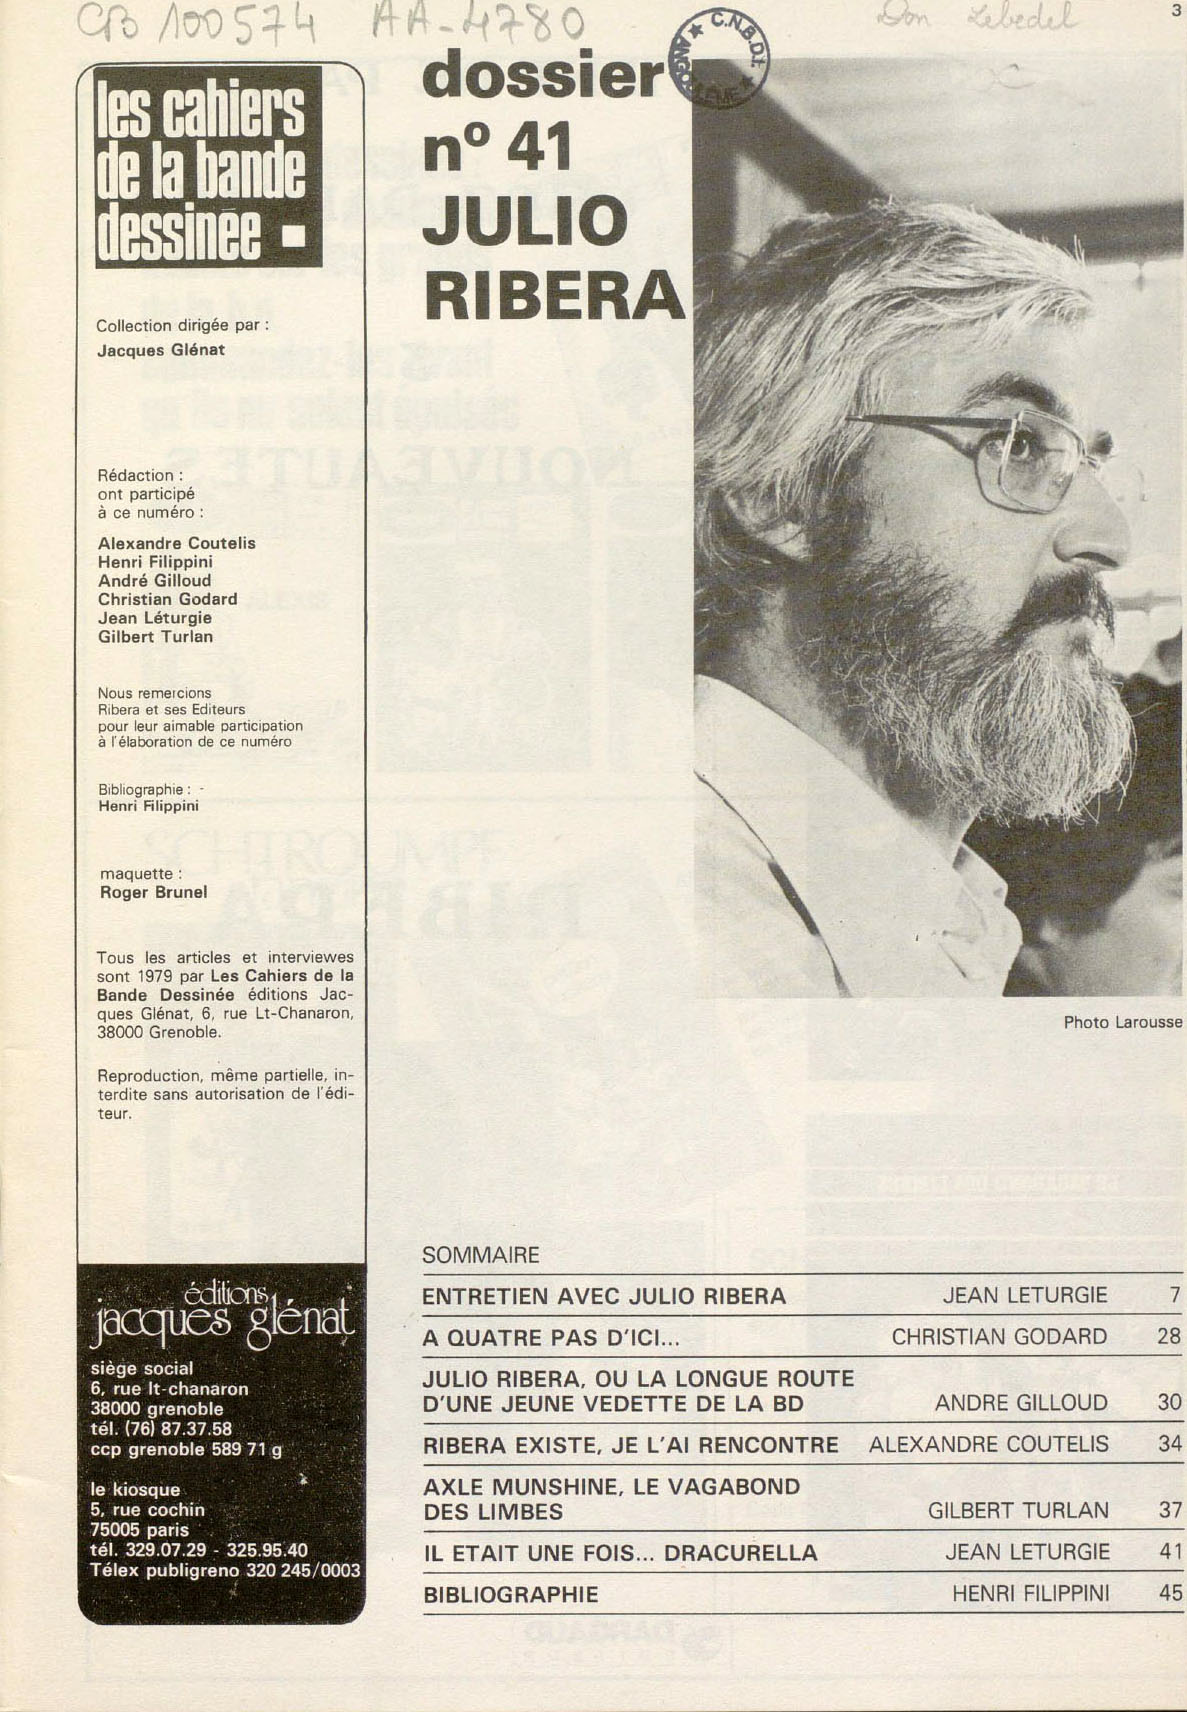 CB 100574 AA-4780
Don Lebedel
3
C.N.B.D.I.
les cahiers
de la bande
dessinée
Collection dirigée par :
Jacques Glénat
Rédaction :
ont participé
à ce numéro :
Alexandre Coutelis
Henri Filippini
André Gilloud
Christian Godard
Jean Léturgie
Gilbert Turlan
Nous remercions
Ribera et ses Editeurs
pour leur aimable participation
à l'élaboration de ce numéro
Bibliographie : -
Henri Filippini
maquette :
Roger Brunel
Tous les articles et interviewes
sont 1979 par Les Cahiers de la
Bande Dessinée éditions Jac-
ques Glénat, 6, rue Lt-Chanaron,
38000 Grenoble.
Reproduction, même partielle, in-
terdite sans autorisation de l'édi-
teur.
éditions
jacques glénat
siège social
6, rue lt-chanaron
38000 grenoble
tél. (76) 87.37.58
ccp grenoble 589 71 g
le kiosque
5, rue cochin
75005 paris
tél. 329.07.29 - 325.95.40
Télex publigreno 320 245/0003
dossier
nº 41
JULIO
RIBERA
Photo Larousse
SOMMAIRE
ENTRETIEN AVEC JULIO RIBERA JEAN LETURGIE 7
A QUATRE PAS D'ICI... CHRISTIAN GODARD 28
JULIO RIBERA, OU LA LONGUE ROUTE
D'UNE JEUNE VEDETTE DE LA BD ANDRE GILLOUD 30
RIBERA EXISTE, JE L'AI RENCONTRE ALEXANDRE COUTELIS 34
AXLE MUNSHINE, LE VAGABOND
DES LIMBES GILBERT TURLAN 37
IL ETAIT UNE FOIS... DRACURELLA JEAN LETURGIE 41
BIBLIOGRAPHIE HENRI FILIPPINI 45